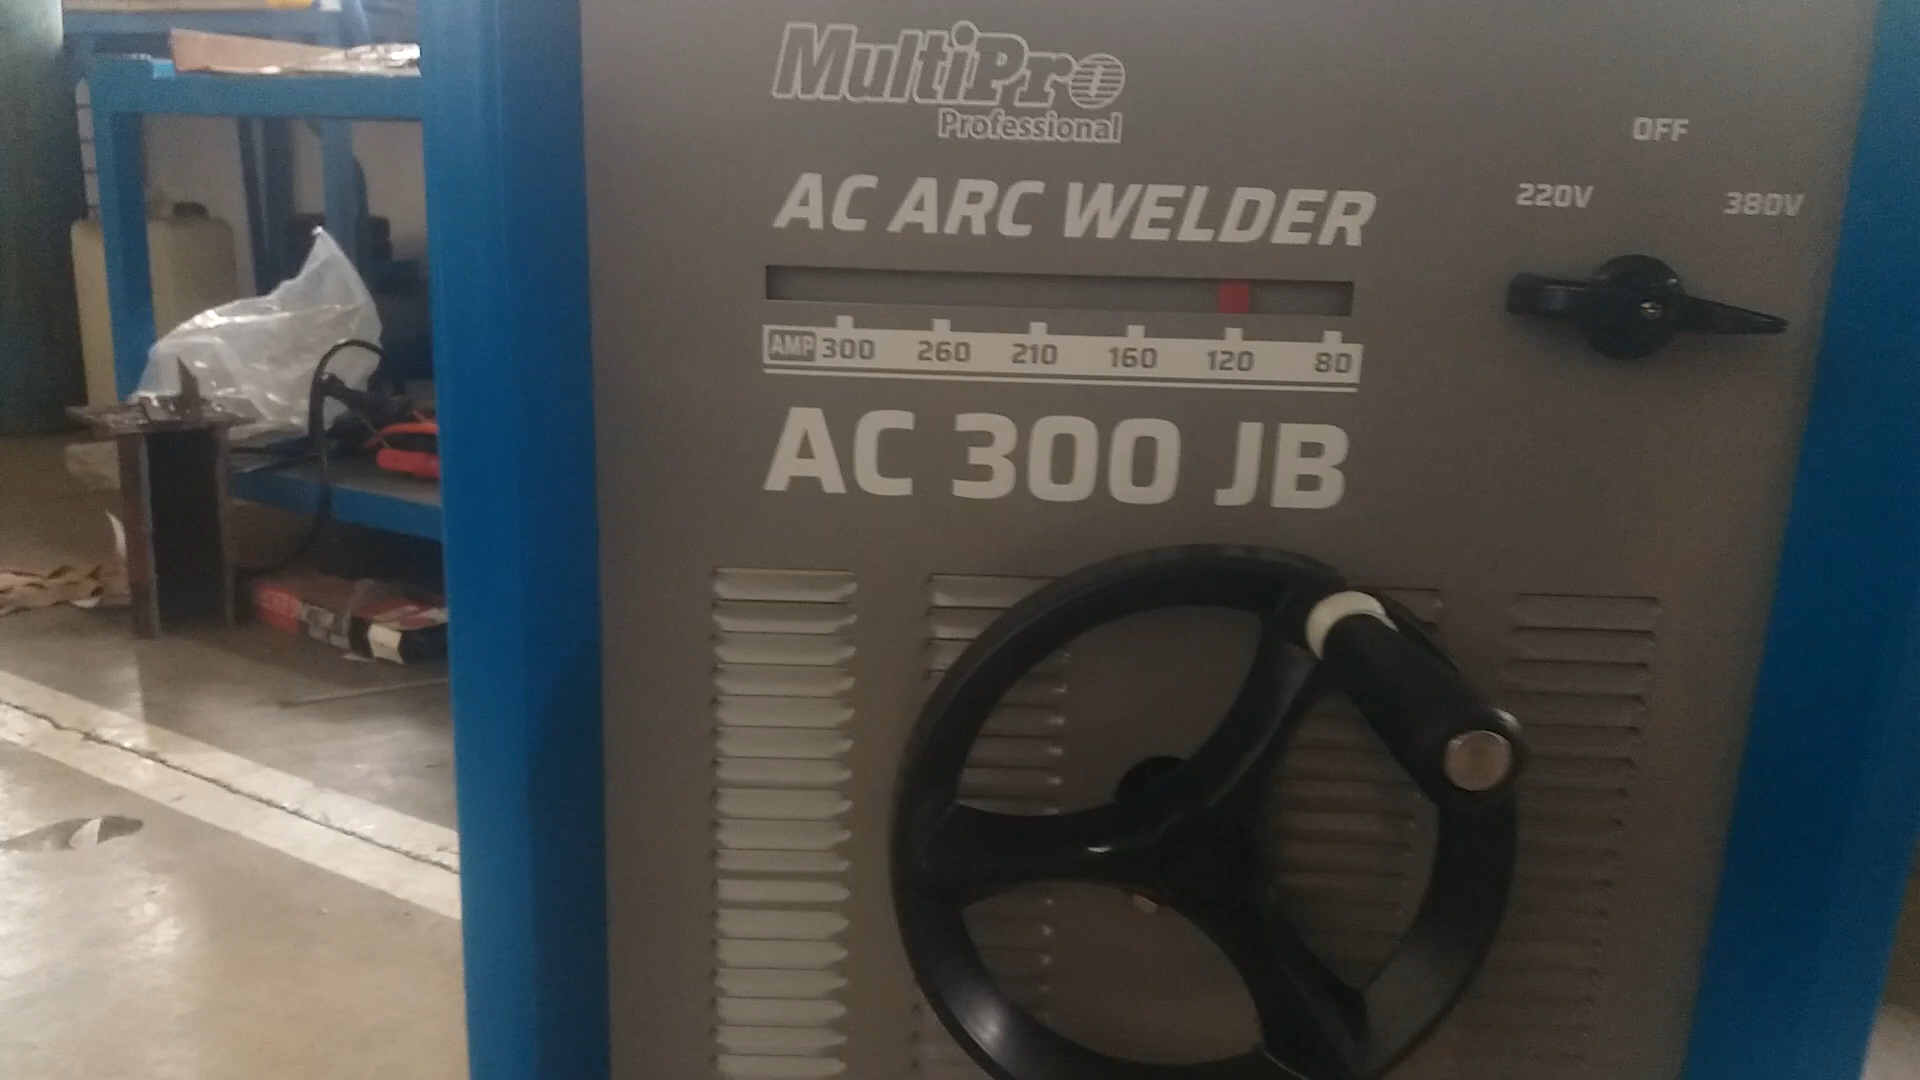 MultiPro
Professional
OFF
220V 380V
AC ARC WELDER
AMP 300 260 210 160 120 80
AC 300 JB